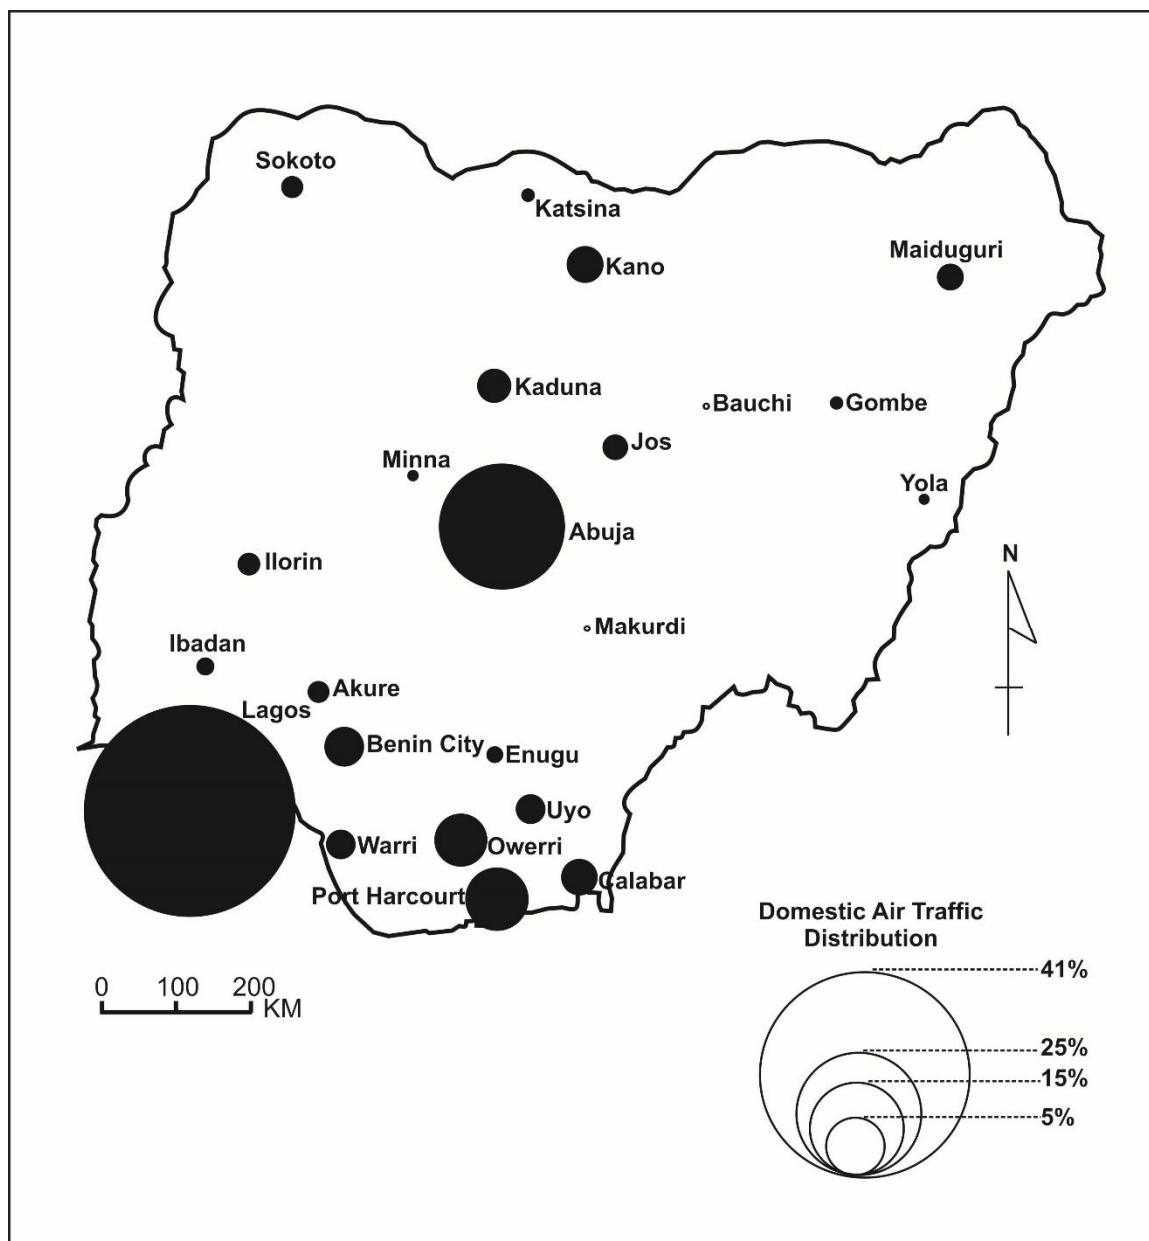 Sokoto
Katsina
Kano
Maiduguri
Kaduna
Bauchi
Gombe
Jos
Minna
Yola
Abuja
Ilorin
N
Makurdi
Ibadan
Akure
Lagos
Benin City
Enugu
Uyo
Warri
Owerri
Calabar
Port Harcourt
Domestic Air Traffic
Distribution
41%
25%
15%
5%
0 100 200
KM